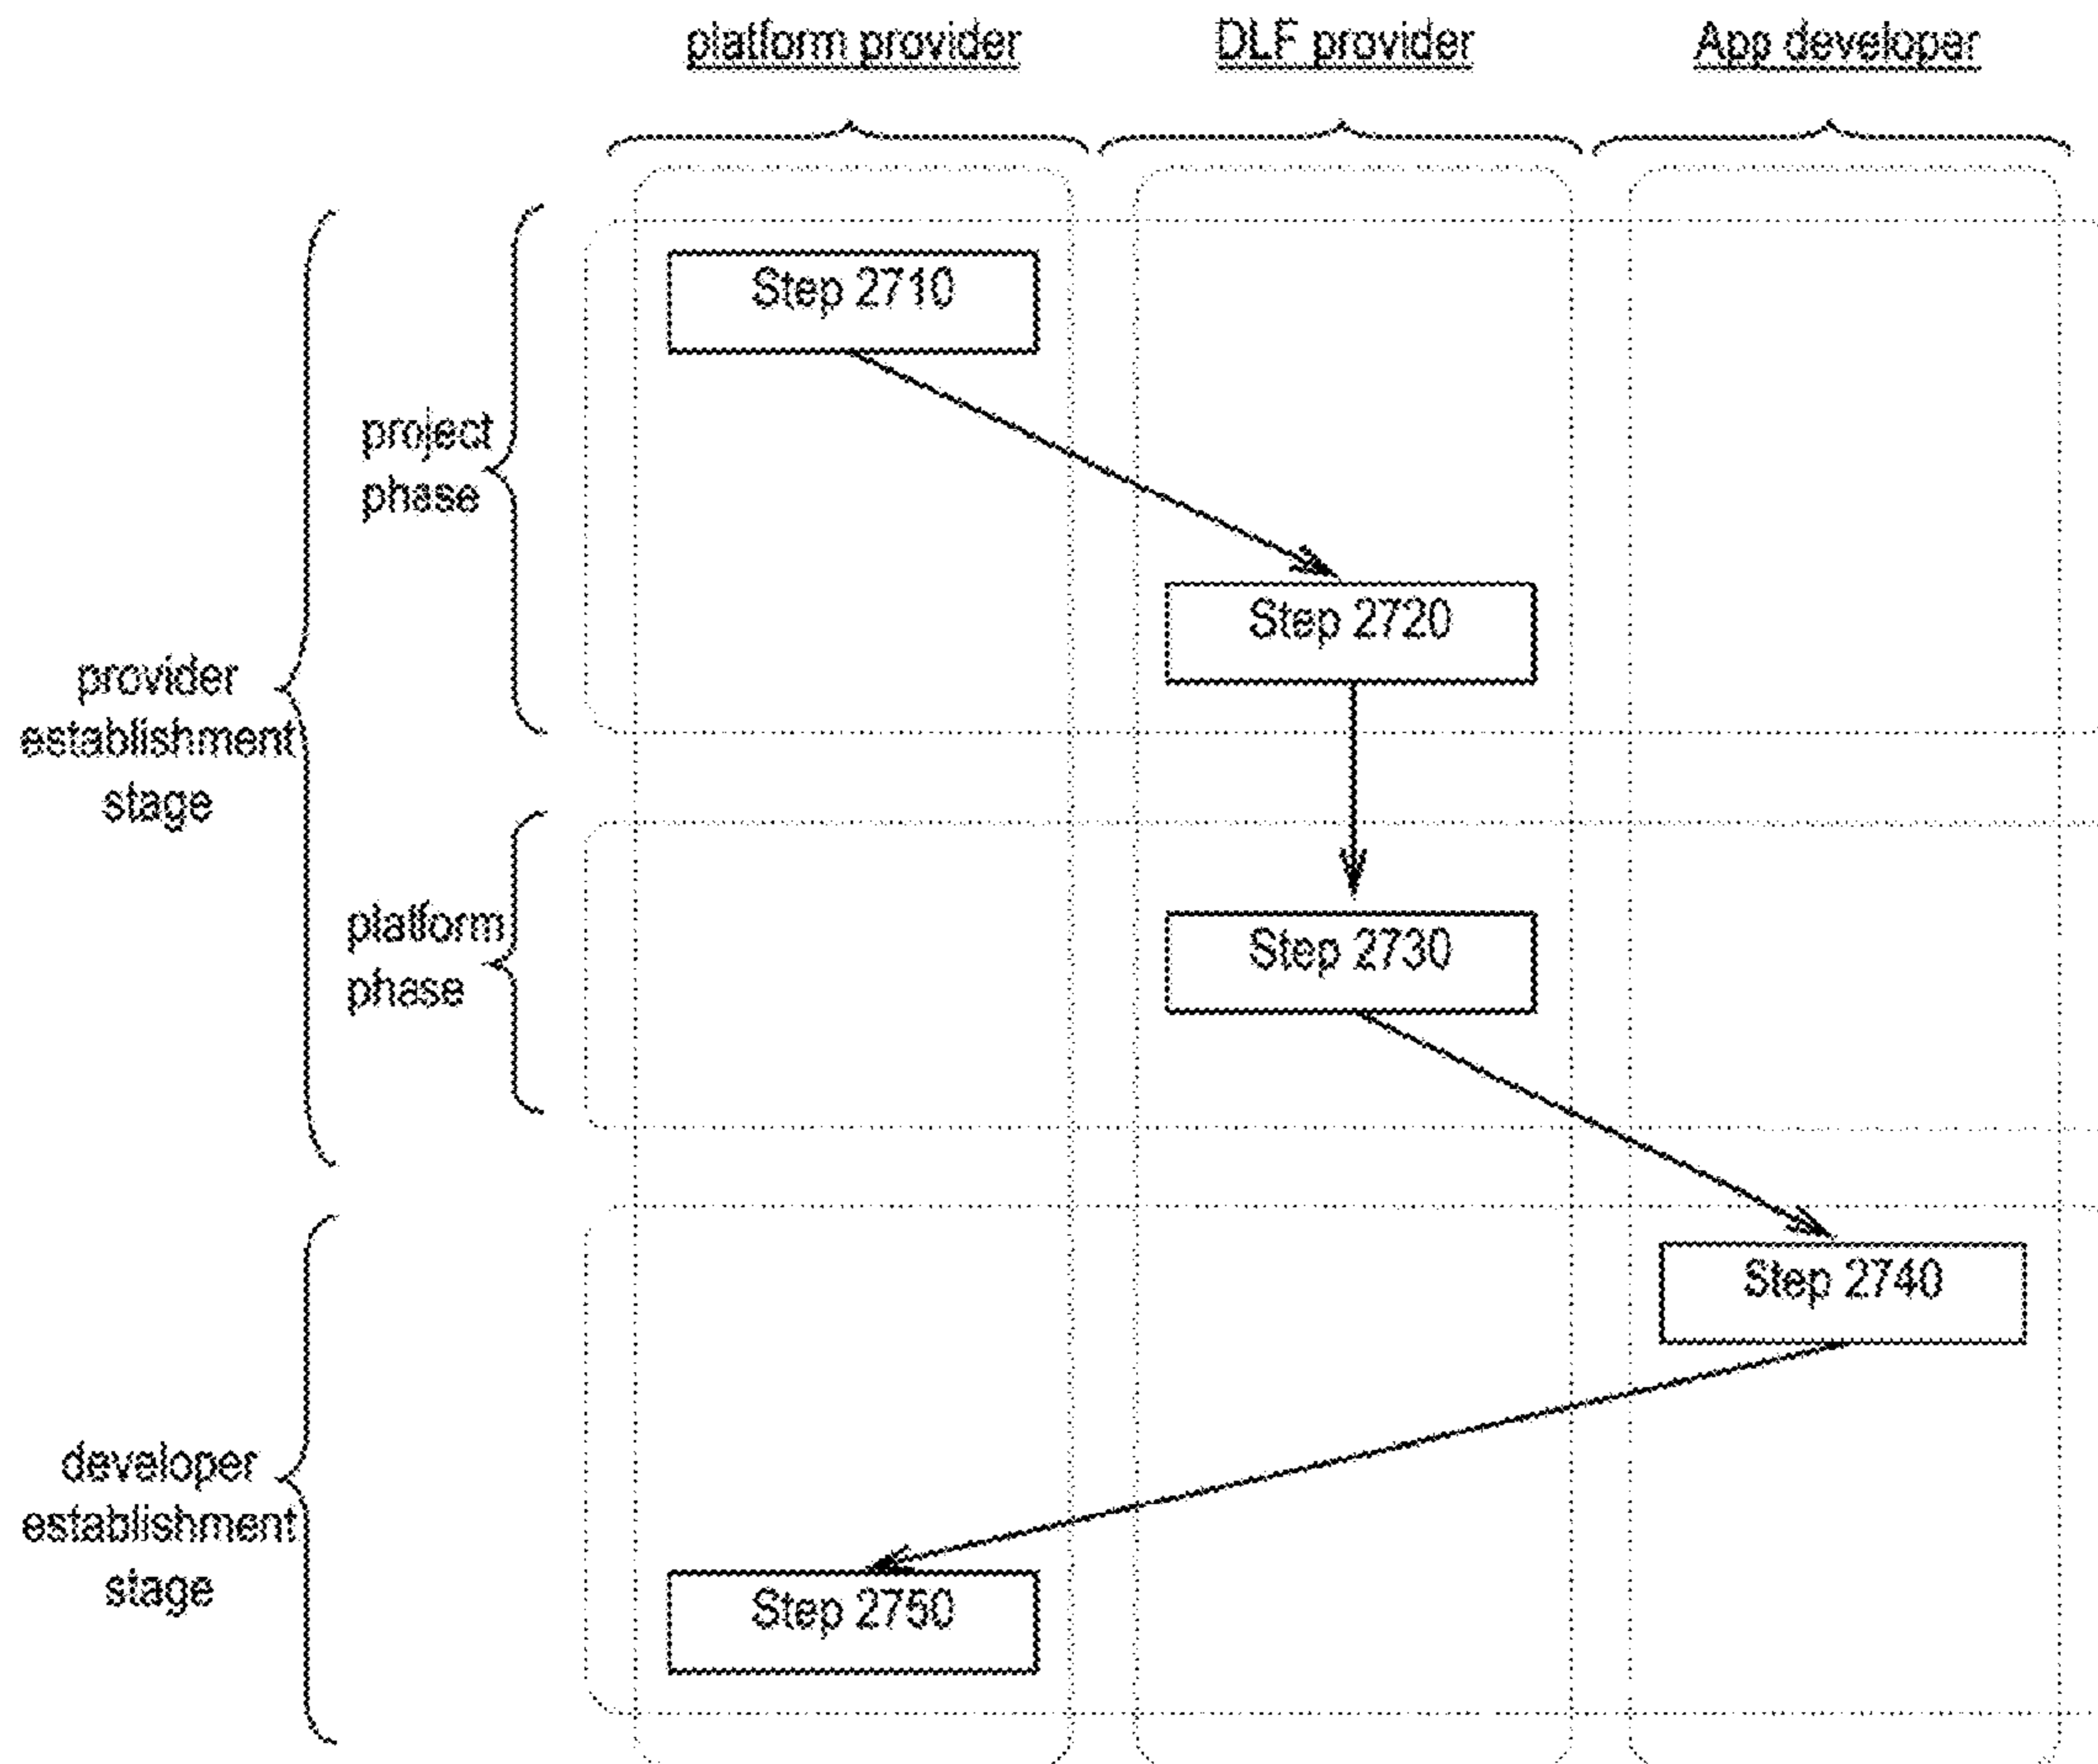 platform provider
DLF provider
App developer
Step 2710
project
phase
Step 2720
provider
establishment
stage
platform
phase
Step 2730
Step 2740
developer
establishment
stage
Step 2750